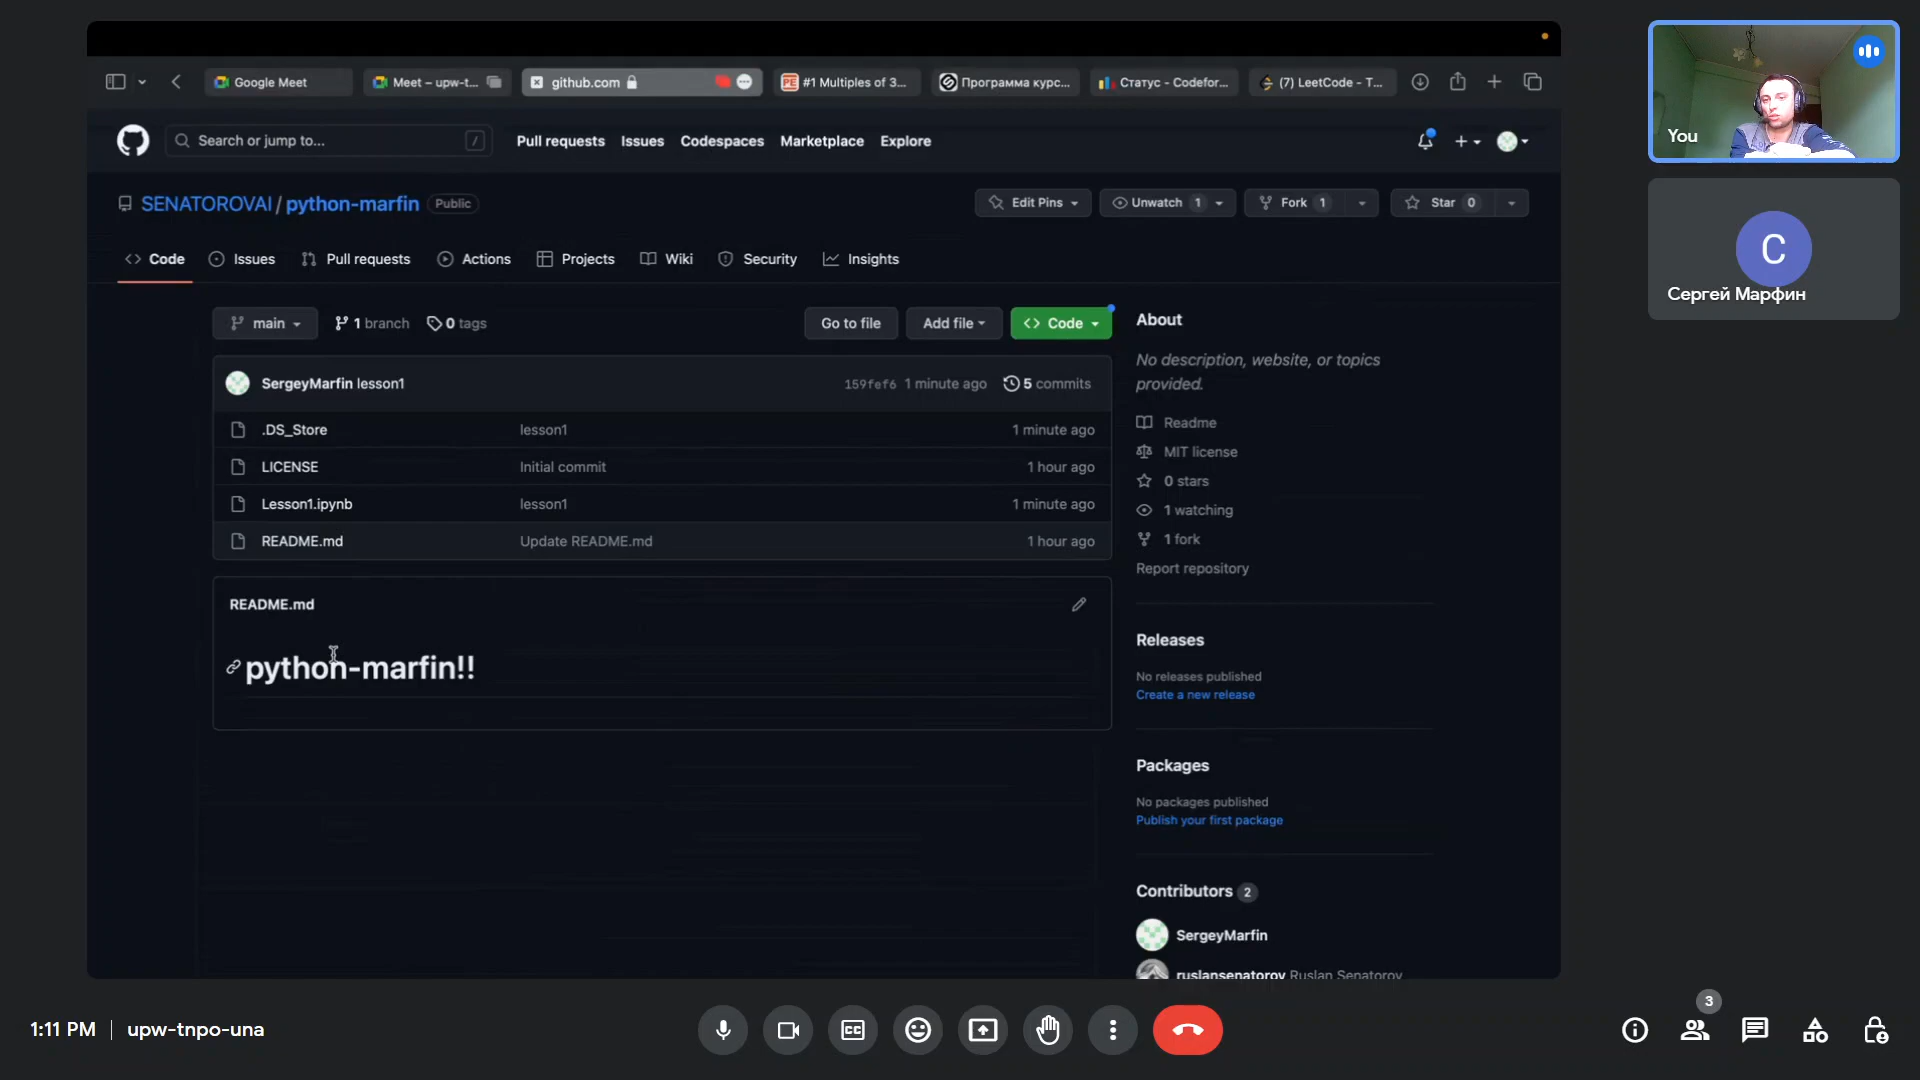 Google Meet
Meet – upw-t...
github.com
#1 Multiples of 3...
Программа курс...
Статус - Codefor...
(7) LeetCode - T...
Search or jump to...
/
Pull requests
Issues
Codespaces
Marketplace
Explore
SENATOROVAI / python-marfin
Public
Edit Pins
Unwatch 1
Fork 1
Star 0
Code
Issues
Pull requests
Actions
Projects
Wiki
Security
Insights
main
1 branch
0 tags
Go to file
Add file
Code
SergeyMarfin lesson1
159fef6 1 minute ago
5 commits
.DS_Store lesson1 1 minute ago
LICENSE Initial commit 1 hour ago
Lesson1.ipynb lesson1 1 minute ago
README.md Update README.md 1 hour ago
README.md
python-marfin!!
About
No description, website, or topics
provided.
Readme
MIT license
0 stars
1 watching
1 fork
Report repository
Releases
No releases published
Create a new release
Packages
No packages published
Publish your first package
Contributors 2
SergeyMarfin
ruslansenatorov Ruslan Senatorov
You
С
Сергей Марфин
1:11 PM | upw-tnpo-una
3